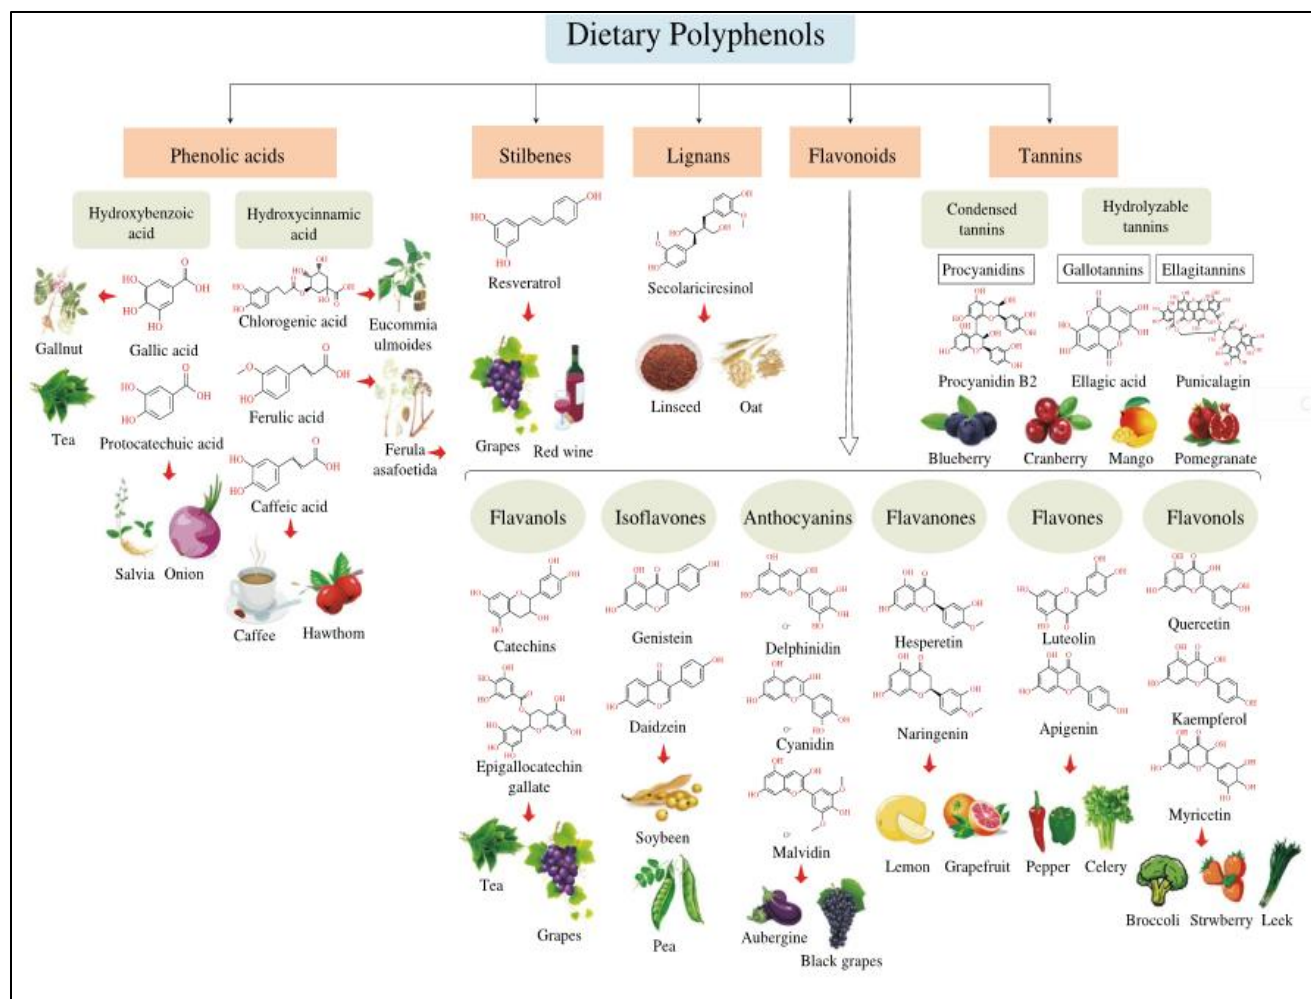 Dietary Polyphenols
Phenolic acids
Stilbenes
Lignans
Flavonoids
Tannins
Hydroxybenzoic
acid
Hydroxycinnamic
acid
Gallnut
Gallic acid
Chlorogenic acid
Eucommia
ulmoides
Tea
Protocatechuic acid
Ferulic acid
Ferula
asafoetida
Salvia
Onion
Caffeic acid
Caffee
Hawthom
Resveratrol
Grapes
Red wine
Secolariciresinol
Linseed
Oat
Condensed
tannins
Hydrolyzable
tannins
Procyanidins
Gallotannins
Ellagitannins
Procyanidin B2
Ellagic acid
Punicalagin
Blueberry
Cranberry
Mango
Pomegranate
Flavanols
Isoflavones
Anthocyanins
Flavanones
Flavones
Flavonols
Catechins
Epigallocatechin
gallate
Tea
Grapes
Genistein
Daidzein
Soybeen
Pea
Delphinidin
Cyanidin
Malvidin
Aubergine
Black grapes
Hesperetin
Naringenin
Lemon
Grapefruit
Luteolin
Apigenin
Pepper
Celery
Quercetin
Kaempferol
Myricetin
Broccoli
Strwberry
Leek